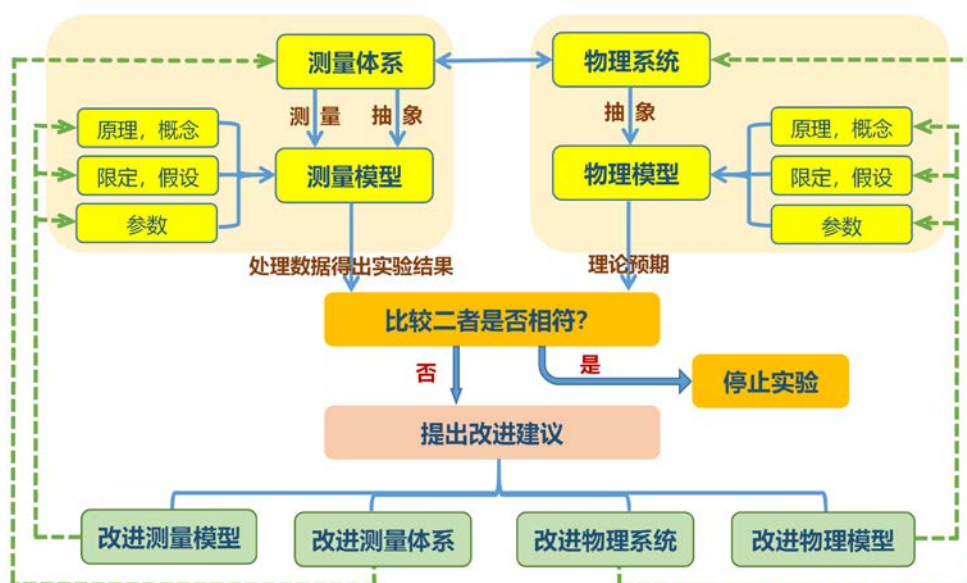 测量体系
物理系统
测量
抽象
抽象
原理，概念
限定，假设
参数
测量模型
物理模型
原理，概念
限定，假设
参数
处理数据得出实验结果
理论预期
比较二者是否相符？
否
是
停止实验
提出改进建议
改进测量模型
改进测量体系
改进物理系统
改进物理模型